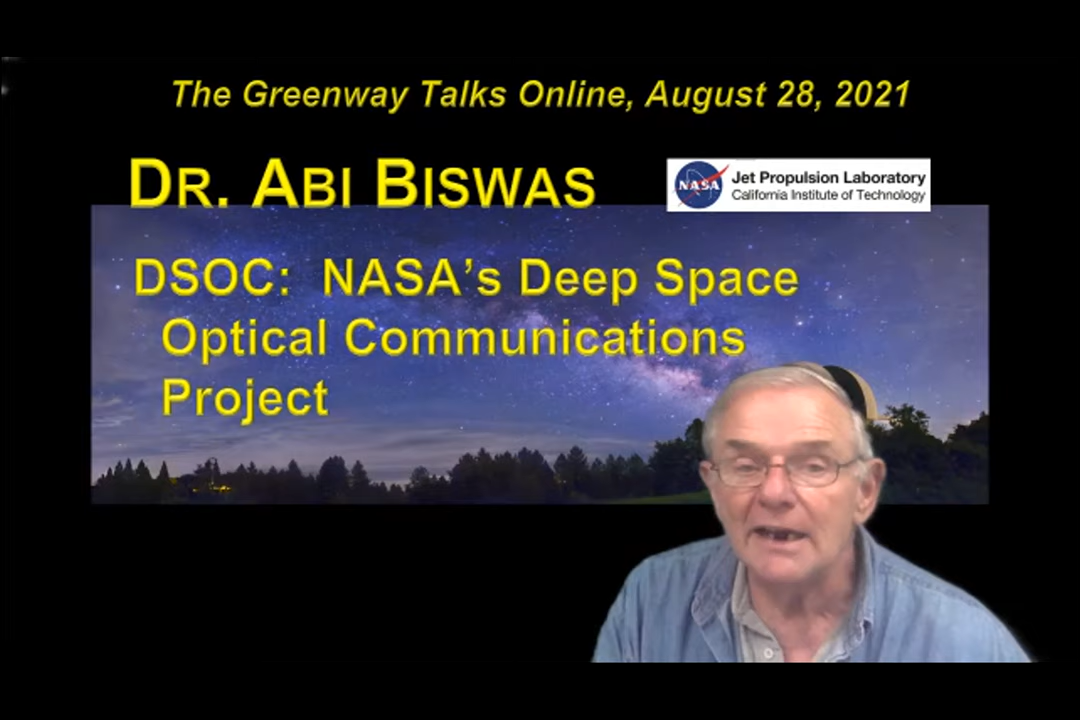 The Greenway Talks Online, August 28, 2021
DR. ABI BISWAS
NASA
Jet Propulsion Laboratory
California Institute of Technology
DSOC: NASA's Deep Space
Optical Communications
Project